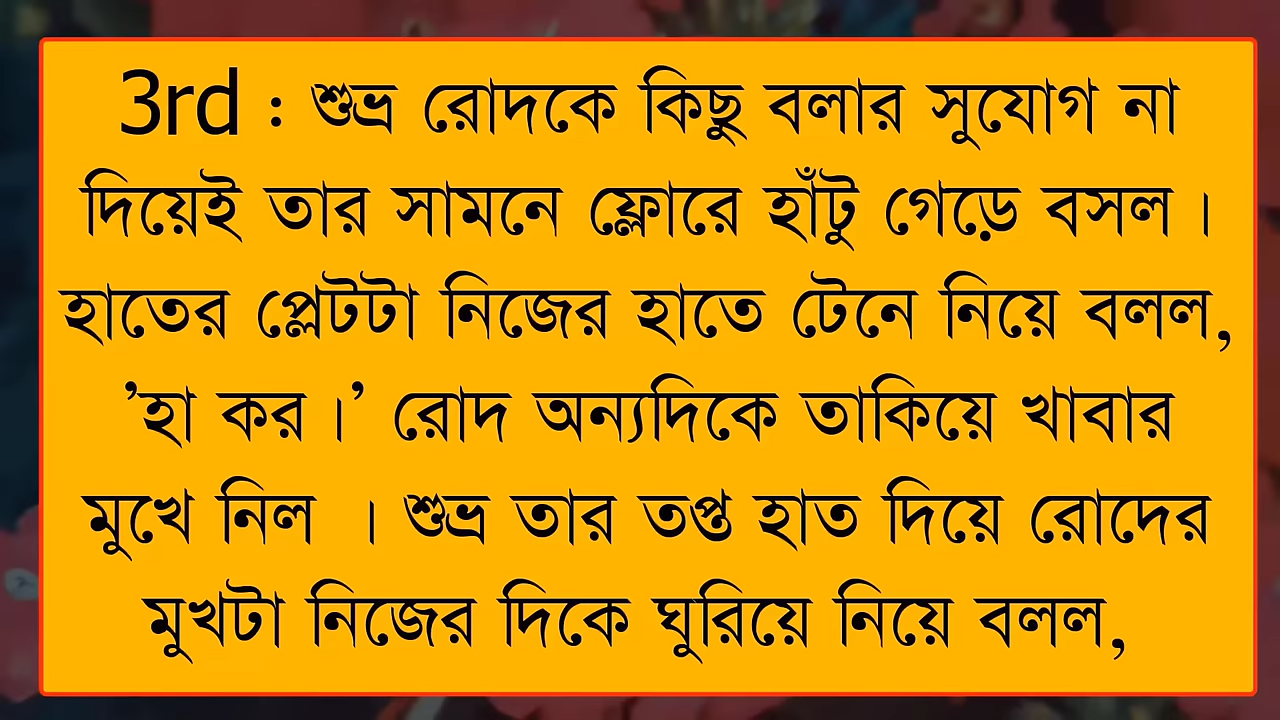 3rd : শুভ্র রোদকে কিছু বলার সুযোগ না
দিয়েই তার সামনে ফ্লোরে হাঁটু গেড়ে বসল ।
হাতের প্লেটটা নিজের হাতে টেনে নিয়ে বলল,
’হা কর ।’ রোদ অন্যদিকে তাকিয়ে খাবার
মুখে নিল । শুভ্র তার তপ্ত হাত দিয়ে রোদের
মুখটা নিজের দিকে ঘুরিয়ে নিয়ে বলল,